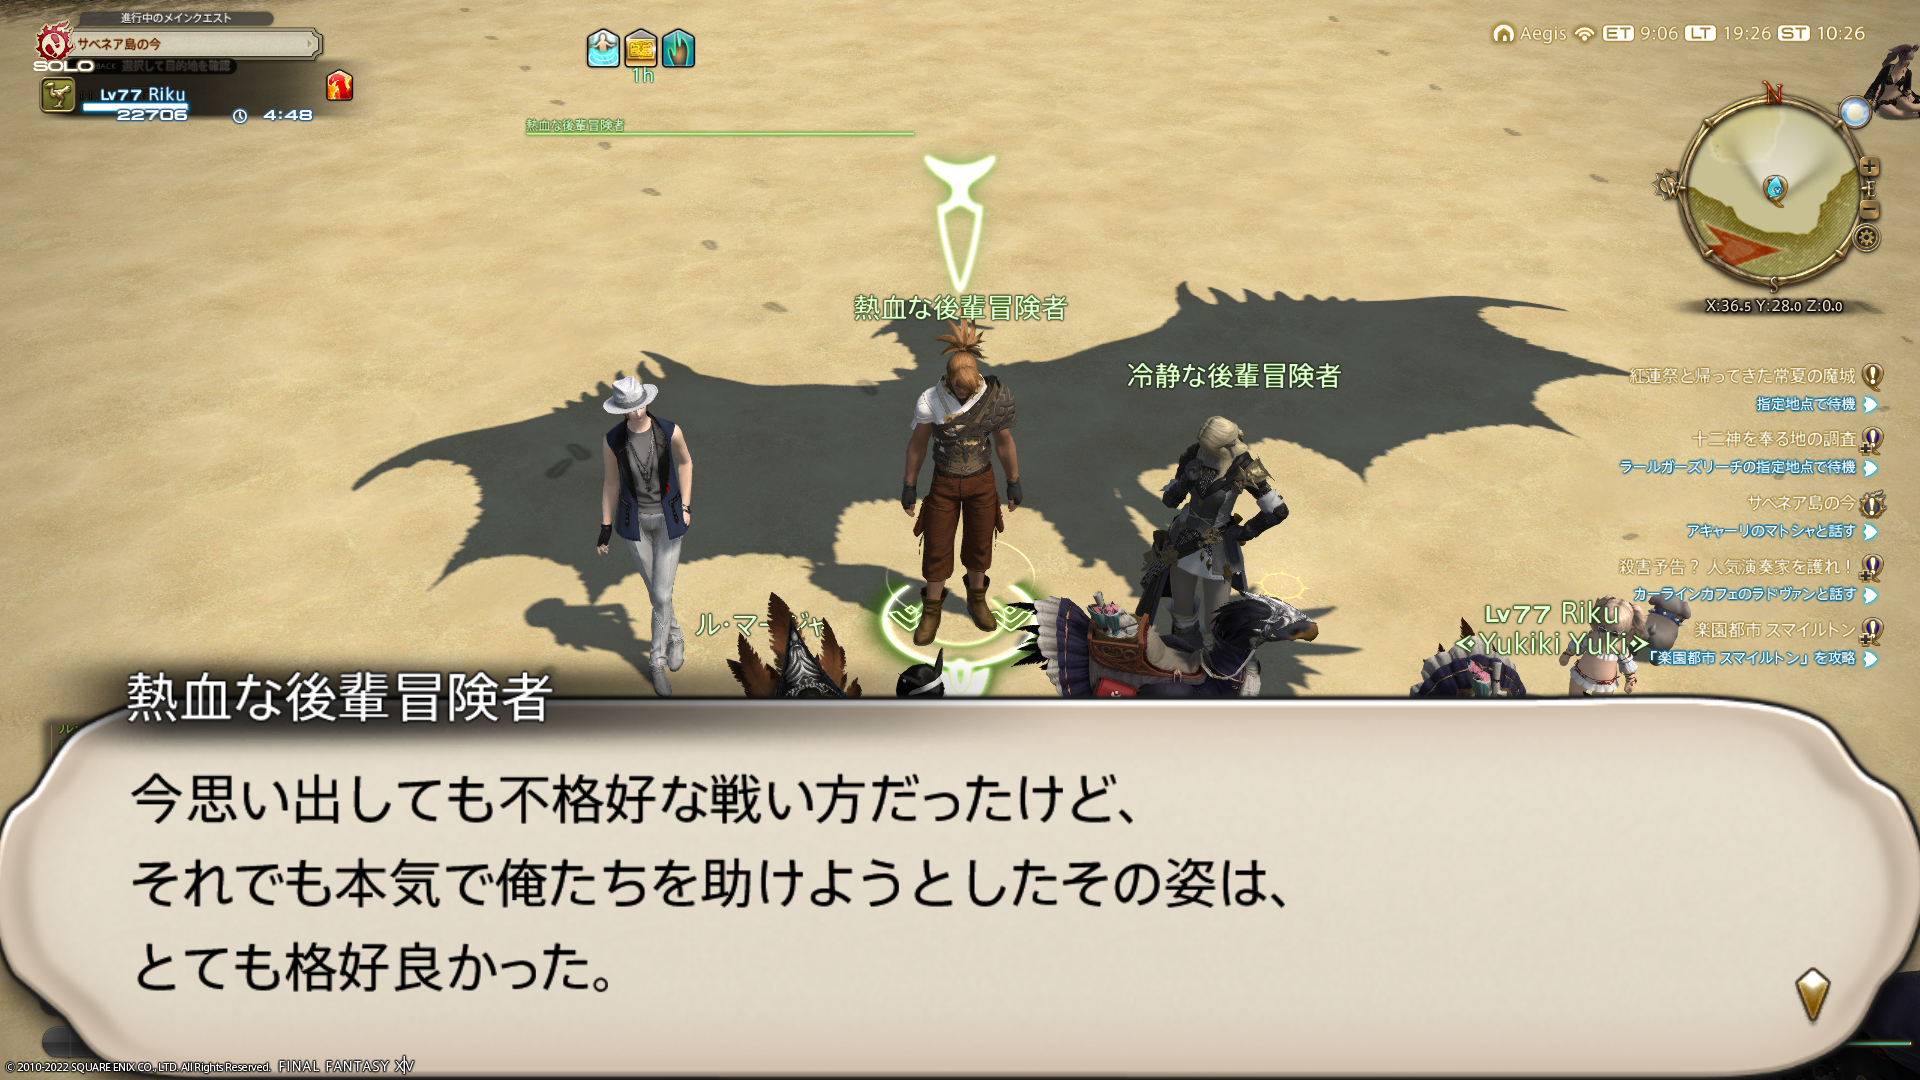 進行中のメインクエスト
サベネア島の今
SOLO
選択して目的地を確認
Lv77 Riku
22706
4:48
1h
熱血な後輩冒険者
Aegis ET 9:06 LT 19:26 ST 10:26
N
W
E
S
X:36.5 Y:28.0 Z:0.0
熱血な後輩冒険者
冷静な後輩冒険者
紅蓮祭と帰ってきた常夏の魔城
指定地点で待機
十二神を奉る地の調査
ラールガーズリーチの指定地点で待機
サベネア島の今
アキャーリのマトシャと話す
殺害予告？ 人気演奏家を護れ！
カーラインカフェのラドヴァンと話す
楽園都市 スマイルトン
「楽園都市 スマイルトン」を攻略
Lv77 Riku
Yukiki Yuki
熱血な後輩冒険者
今思い出しても不格好な戦い方だったけど、
それでも本気で俺たちを助けようとしたその姿は、
とても格好良かった。
© 2010-2022 SQUARE ENIX CO., LTD. All Rights Reserved. FINAL FANTASY XIV